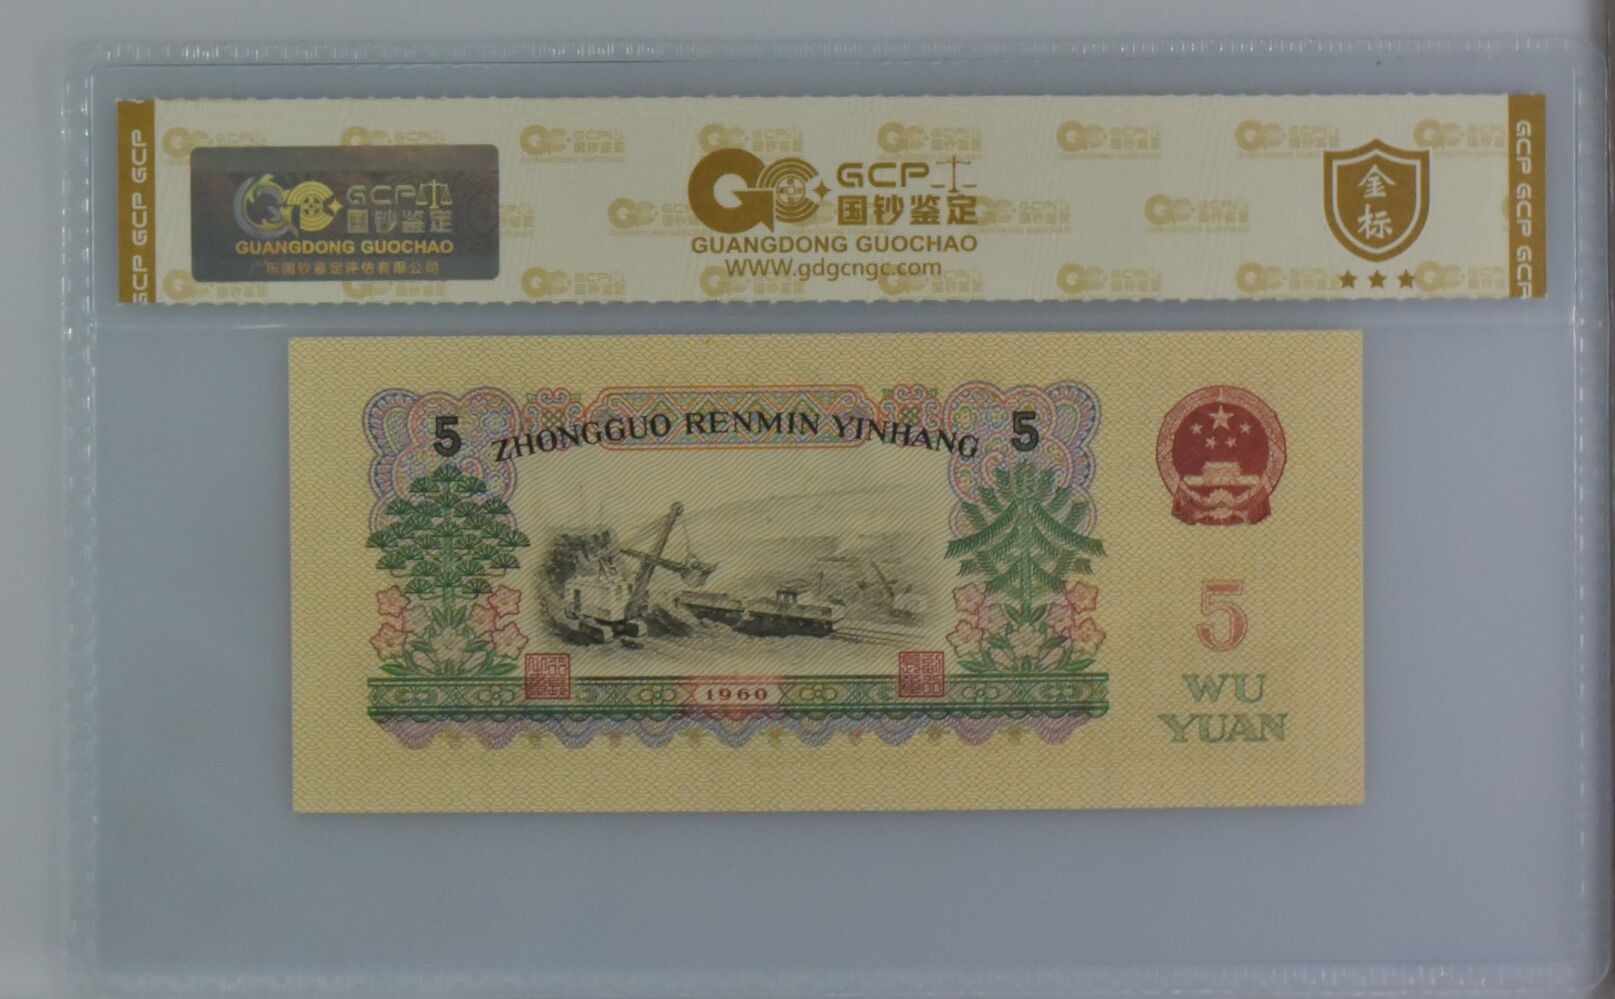 GCP GCP GCP
GCP
国钞鉴定
GUANGDONG GUOCHAO
广东国钞鉴定评估有限公司
GCP
国钞鉴定
GUANGDONG GUOCHAO
WWW.gdgcngc.com
金
标
GCP GCP GCP
5
ZHONGGUO RENMIN YINHANG
5
1960
5
WU
YUAN